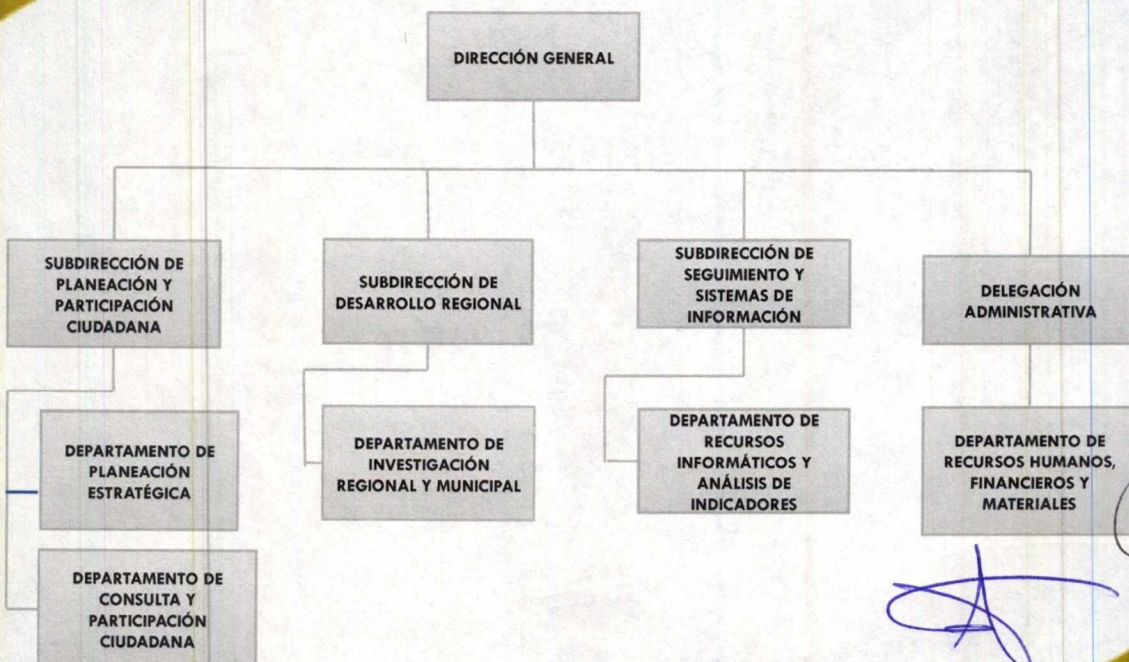 DIRECCIÓN GENERAL
SUBDIRECCIÓN DE
PLANEACIÓN Y
PARTICIPACIÓN
CIUDADANA
SUBDIRECCIÓN DE
DESARROLLO REGIONAL
SUBDIRECCIÓN DE
SEGUIMIENTO Y
SISTEMAS DE
INFORMACIÓN
DELEGACIÓN
ADMINISTRATIVA
DEPARTAMENTO DE
PLANEACIÓN
ESTRATÉGICA
DEPARTAMENTO DE
INVESTIGACIÓN
REGIONAL Y MUNICIPAL
DEPARTAMENTO DE
RECURSOS
INFORMÁTICOS Y
ANÁLISIS DE
INDICADORES
DEPARTAMENTO DE
RECURSOS HUMANOS,
FINANCIEROS Y
MATERIALES
DEPARTAMENTO DE
CONSULTA Y
PARTICIPACIÓN
CIUDADANA